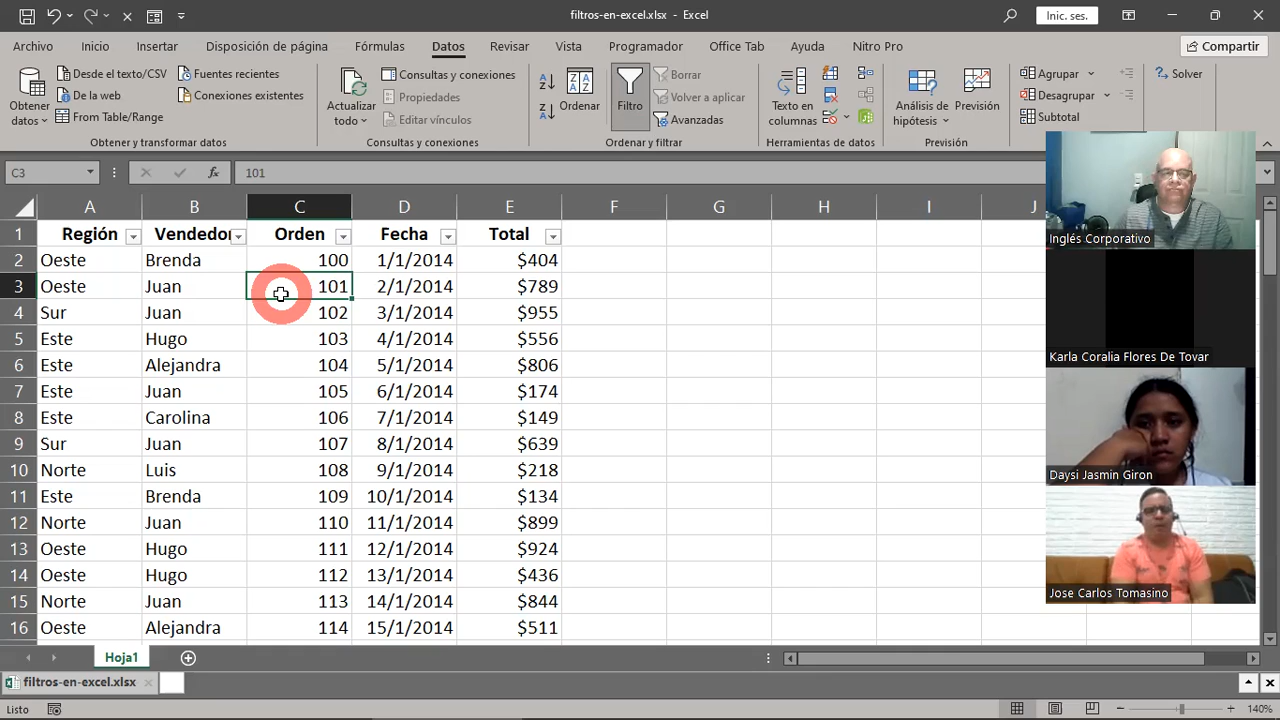 filtros-en-excel.xlsx - Excel
Inic. ses.
Archivo Inicio Insertar Disposición de página Fórmulas Datos Revisar Vista Programador Office Tab Ayuda Nitro Pro Compartir
Obtener datos
Desde el texto/CSV
De la web
From Table/Range
Fuentes recientes
Conexiones existentes
Obtener y transformar datos
Actualizar todo
Consultas y conexiones
Propiedades
Editar vínculos
Consultas y conexiones
Ordenar
Filtro
Borrar
Volver a aplicar
Avanzadas
Ordenar y filtrar
Texto en columnas
Herramientas de datos
Análisis de hipótesis
Previsión
Previsión
Agrupar
Desagrupar
Subtotal
Solver
C3 fx 101
A B C D E F G H I J
1 Región Vendedor Orden Fecha Total
2 Oeste Brenda 100 1/1/2014 $404
3 Oeste Juan 101 2/1/2014 $789
4 Sur Juan 102 3/1/2014 $955
5 Este Hugo 103 4/1/2014 $556
6 Este Alejandra 104 5/1/2014 $806
7 Este Juan 105 6/1/2014 $174
8 Este Carolina 106 7/1/2014 $149
9 Sur Juan 107 8/1/2014 $639
10 Norte Luis 108 9/1/2014 $218
11 Este Brenda 109 10/1/2014 $134
12 Norte Juan 110 11/1/2014 $899
13 Oeste Hugo 111 12/1/2014 $924
14 Oeste Hugo 112 13/1/2014 $436
15 Norte Juan 113 14/1/2014 $844
16 Oeste Alejandra 114 15/1/2014 $511
Inglés Corporativo
Karla Coralia Flores De Tovar
Daysi Jasmin Giron
Jose Carlos Tomasino
Hoja1
filtros-en-excel.xlsx
Listo
140%